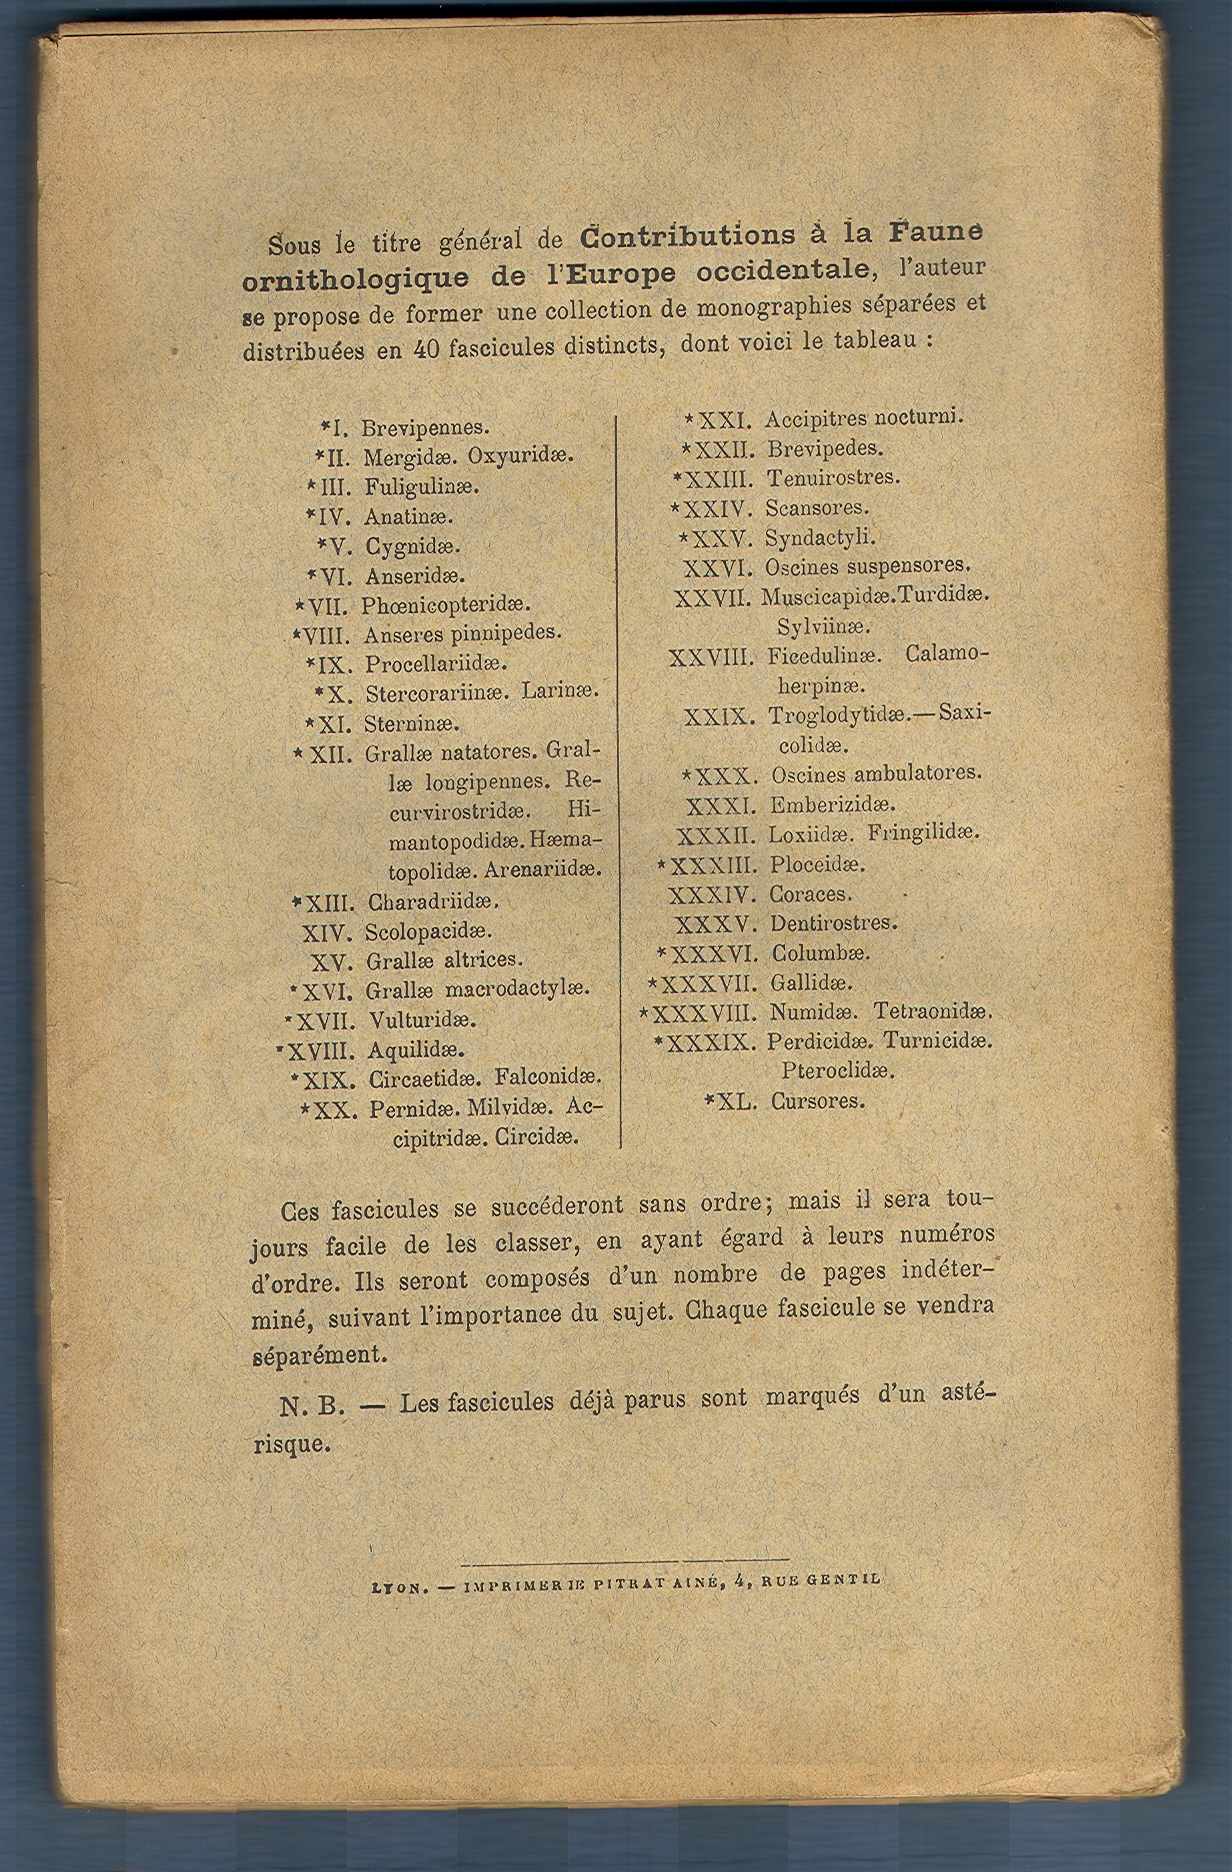 Sous le titre général de Contributions à la Faune
ornithologique de l'Europe occidentale, l'auteur
se propose de former une collection de monographies séparées et
distribuées en 40 fascicules distincts, dont voici le tableau :
*I. Brevipennes.
*II. Mergidæ. Oxyuridæ.
*III. Fuligulinæ.
*IV. Anatinæ.
*V. Cygnidæ.
*VI. Anseridæ.
*VII. Phœnicopteridæ.
*VIII. Anseres pinnipedes.
*IX. Procellariidæ.
*X. Stercorariinæ. Larinæ.
*XI. Sterninæ.
*XII. Grallæ natatores. Gral-
læ longipennes. Re-
curvirostridæ. Hi-
mantopodidæ. Hæma-
topolidæ. Arenariidæ.
*XIII. Charadriidæ.
XIV. Scolopacidæ.
XV. Grallæ altrices.
*XVI. Grallæ macrodactylæ.
*XVII. Vulturidæ.
*XVIII. Aquilidæ.
*XIX. Circaetidæ. Falconidæ.
*XX. Pernidæ. Milvidæ. Ac-
cipitridæ. Circidæ.
*XXI. Accipitres nocturni.
*XXII. Brevipedes.
*XXIII. Tenuirostres.
*XXIV. Scansores.
*XXV. Syndactyli.
XXVI. Oscines suspensores.
XXVII. Muscicapidæ. Turdidæ.
Sylviinæ.
XXVIII. Ficedulinæ. Calamo-
herpinæ.
XXIX. Troglodytidæ.—Saxi-
colidæ.
*XXX. Oscines ambulatores.
XXXI. Emberizidæ.
XXXII. Loxiidæ. Fringilidæ.
*XXXIII. Ploceidæ.
XXXIV. Coraces.
XXXV. Dentirostres.
*XXXVI. Columbæ.
*XXXVII. Gallidæ.
*XXXVIII. Numidæ. Tetraonidæ.
*XXXIX. Perdicidæ. Turnicidæ.
Pteroclidæ.
*XL. Cursores.
Ces fascicules se succéderont sans ordre; mais il sera tou-
jours facile de les classer, en ayant égard à leurs numéros
d'ordre. Ils seront composés d'un nombre de pages indéter-
miné, suivant l'importance du sujet. Chaque fascicule se vendra
séparément.
N. B. — Les fascicules déjà parus sont marqués d'un asté-
risque.
LYON. — IMPRIMERIE PITRAT AINÉ, 4, RUE GENTIL